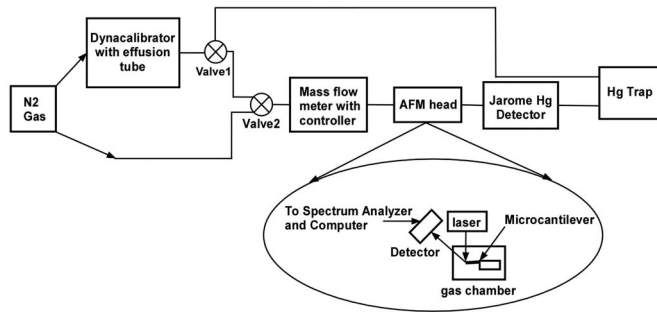 Dynacalibrator
with effusion
tube
Valve1
N2
Gas
Valve2
Mass flow
meter with
controller
AFM head
Jarome Hg
Detector
Hg Trap
To Spectrum Analyzer
and Computer
Detector
laser
Microcantilever
gas chamber